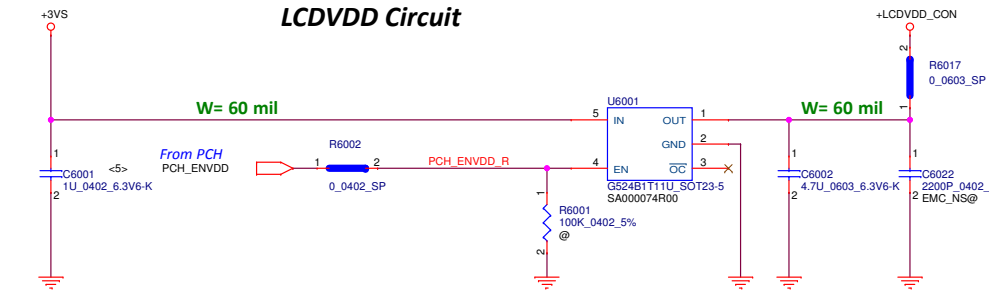 LCDVDD Circuit
+3VS
+LCDVDD_CON
2
R6017
0_0603_SP
1
W= 60 mil
U6001
5 IN OUT 1
W= 60 mil
GND 2
From PCH
R6002
<5> PCH_ENVDD
1 2
PCH_ENVDD_R
4 EN OC 3
0_0402_SP
G524B1T11U_SOT23-5
SA000074R00
1
C6001
1U_0402_6.3V6-K
2
1
R6001
100K_0402_5%
@
2
1
C6002
4.7U_0603_6.3V6-K
2
1
C6022
2200P_0402_
2
EMC_NS@